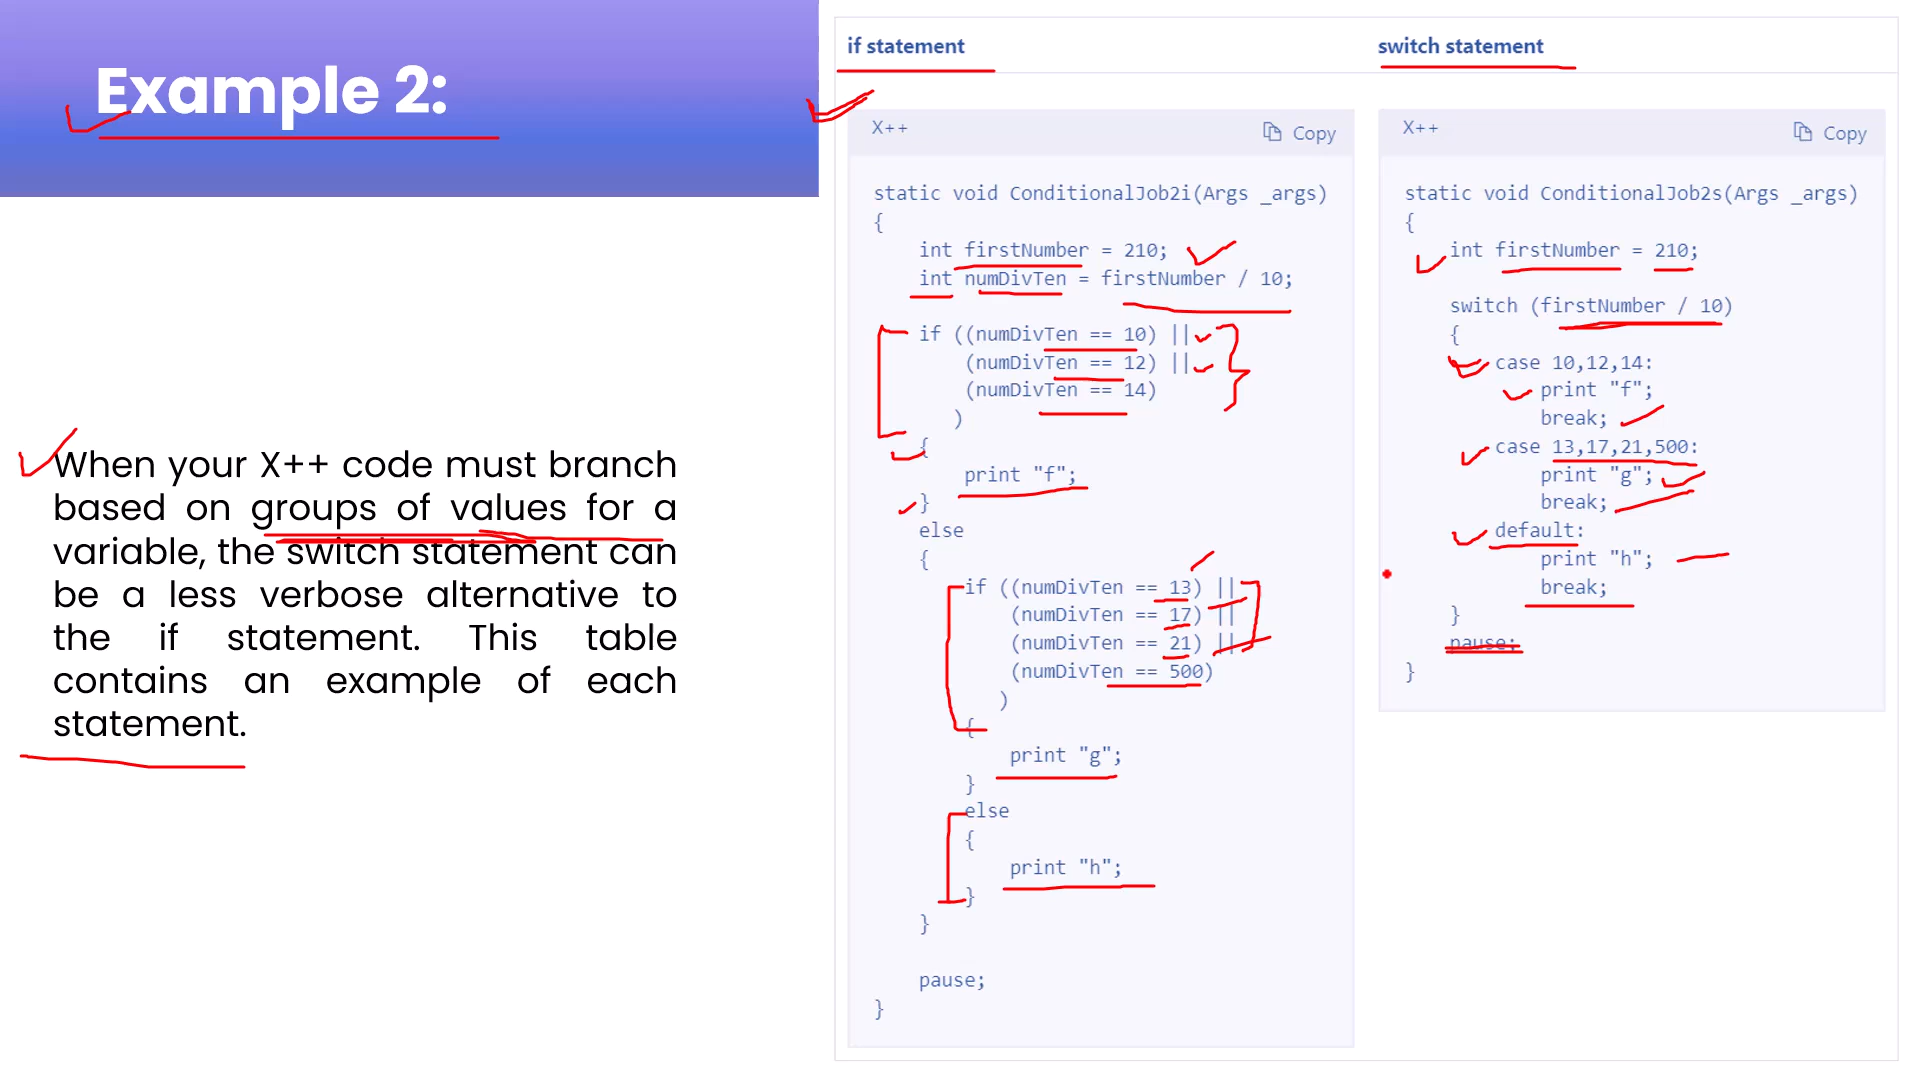 Example 2:
When your X++ code must branch
based on groups of values for a
variable, the switch statement can
be a less verbose alternative to
the if statement. This table
contains an example of each
statement.
if statement
X++
Copy
static void ConditionalJob2i(Args _args)
{
int firstNumber = 210;
int numDivTen = firstNumber / 10;
if ((numDivTen == 10) ||
(numDivTen == 12) ||
(numDivTen == 14)
)
{
print "f";
}
else
{
if ((numDivTen == 13) ||
(numDivTen == 17) ||
(numDivTen == 21) ||
(numDivTen == 500)
)
{
print "g";
}
else
{
print "h";
}
}
pause;
}
switch statement
X++
Copy
static void ConditionalJob2s(Args _args)
{
int firstNumber = 210;
switch (firstNumber / 10)
{
case 10,12,14:
print "f";
break;
case 13,17,21,500:
print "g";
break;
default:
print "h";
break;
}
pause;
}